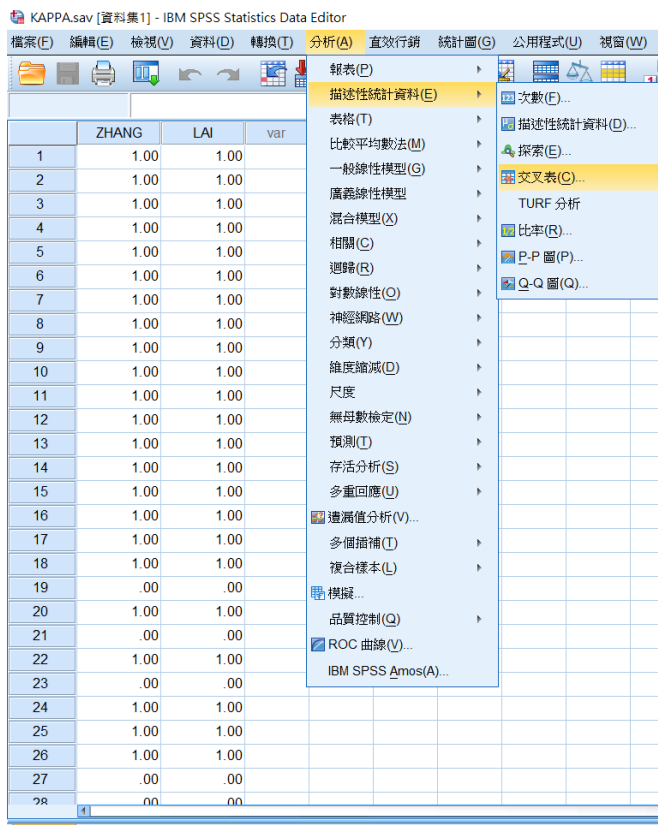 KAPPA.sav [資料集1] - IBM SPSS Statistics Data Editor
檔案(F) 編輯(E) 檢視(V) 資料(D) 轉換(T) 分析(A) 直效行銷 統計圖(G) 公用程式(U) 視窗(W)
報表(P)
描述性統計資料(E)
表格(T)
比較平均數法(M)
一般線性模型(G)
廣義線性模型
混合模型(X)
相關(C)
迴歸(R)
對數線性(O)
神經網路(W)
分類(Y)
維度縮減(D)
尺度
無母數檢定(N)
預測(T)
存活分析(S)
多重回應(U)
遺漏值分析(V)...
多個插補(T)
複合樣本(L)
模擬...
品質控制(Q)
ROC 曲線(V)...
IBM SPSS Amos(A)...
次數(F)...
描述性統計資料(D)...
探索(E)...
交叉表(C)...
TURF 分析
比率(R)...
P-P 圖(P)...
Q-Q 圖(Q)...
ZHANG LAI var
1 1.00 1.00
2 1.00 1.00
3 1.00 1.00
4 1.00 1.00
5 1.00 1.00
6 1.00 1.00
7 1.00 1.00
8 1.00 1.00
9 1.00 1.00
10 1.00 1.00
11 1.00 1.00
12 1.00 1.00
13 1.00 1.00
14 1.00 1.00
15 1.00 1.00
16 1.00 1.00
17 1.00 1.00
18 1.00 1.00
19 .00 .00
20 1.00 1.00
21 .00 .00
22 1.00 1.00
23 .00 .00
24 1.00 1.00
25 1.00 1.00
26 1.00 1.00
27 .00 .00
28 .00 .00